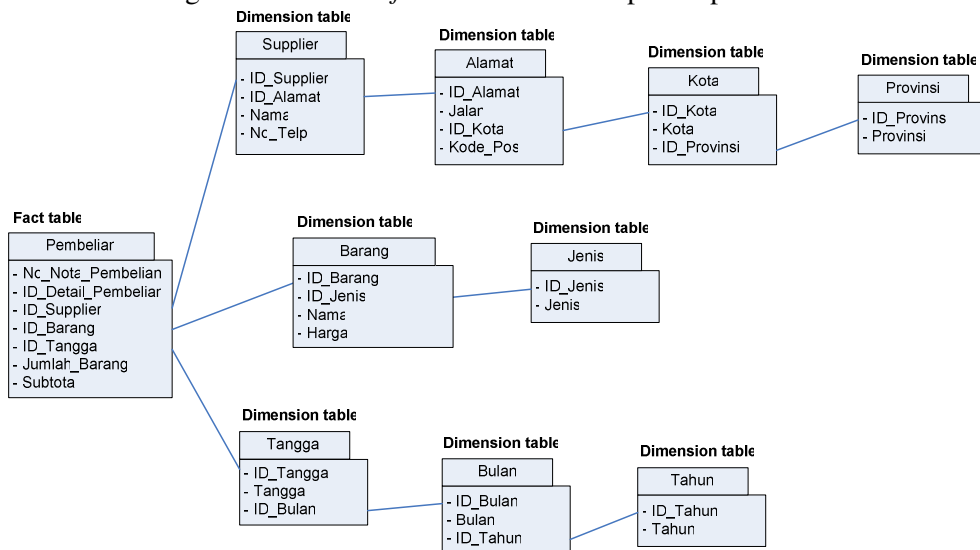 Dimension table
Supplier
- ID_Supplier
- ID_Alamat
- Nama
- No_Telp
Dimension table
Alamat
- ID_Alamat
- Jalan
- ID_Kota
- Kode_Pos
Dimension table
Kota
- ID_Kota
- Kota
- ID_Provinsi
Dimension table
Provinsi
- ID_Provins
- Provinsi
Fact table
Pembeliar
- No_Nota_Pembelian
- ID_Detail_Pembeliar
- ID_Supplier
- ID_Barang
- ID_Tangga
- Jumlah_Barang
- Subtota
Dimension table
Barang
- ID_Barang
- ID_Jenis
- Nama
- Harga
Dimension table
Jenis
- ID_Jenis
- Jenis
Dimension table
Tangga
- ID_Tangga
- Tangga
- ID_Bulan
Dimension table
Bulan
- ID_Bulan
- Bulan
- ID_Tahun
Dimension table
Tahun
- ID_Tahun
- Tahun